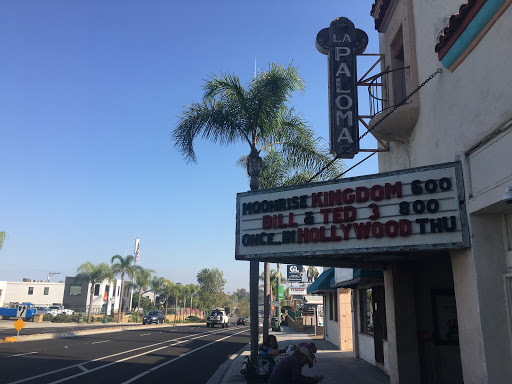 LA
PALOMA
MOONRISE KINGDOM 600
BILL & TED 3 800
ONCE..IN HOLLYWOOD THU